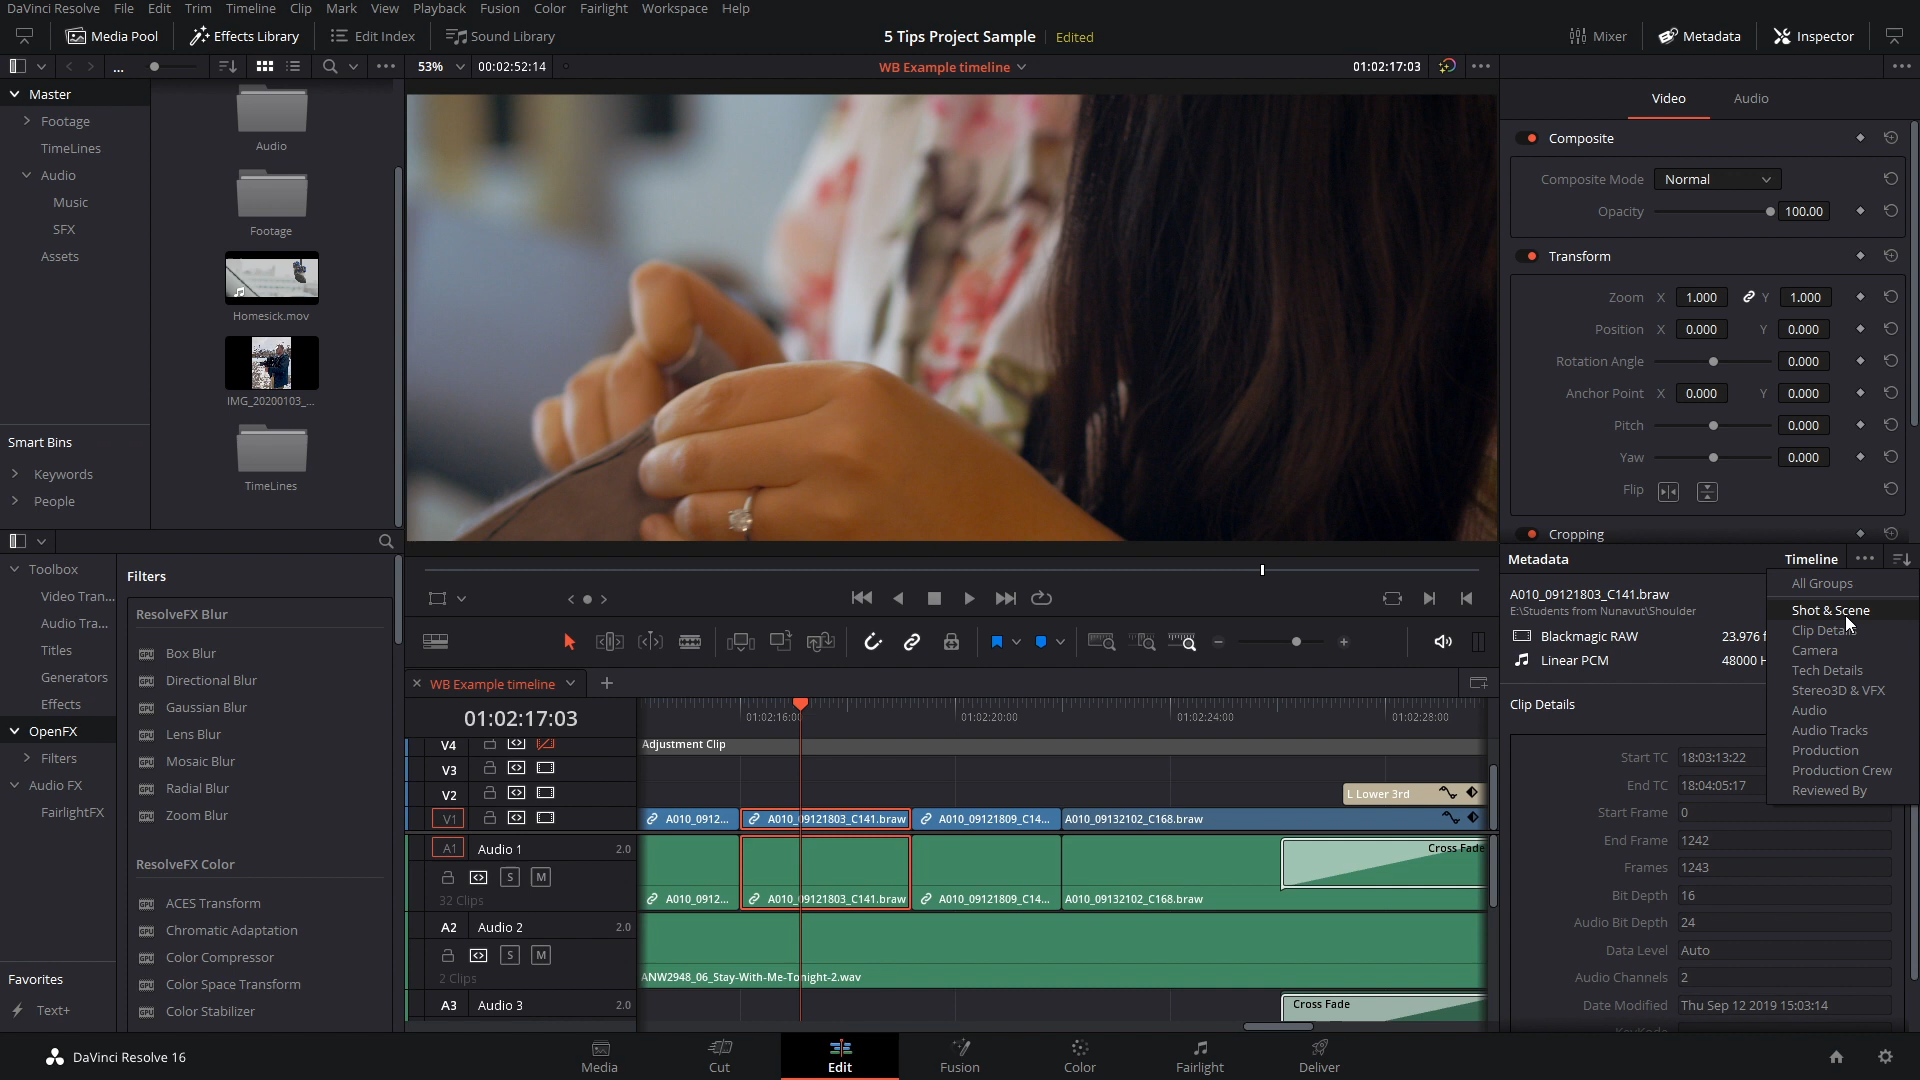 DaVinci Resolve File Edit Trim Timeline Clip Mark View Playback Fusion Color Fairlight Workspace Help
Media Pool Effects Library Edit Index Sound Library 5 Tips Project Sample Edited Mixer Metadata Inspector
... 53% 00:02:52:14 WB Example timeline 01:02:17:03
Master
Footage
TimeLines
Audio
Music
SFX
Assets
Smart Bins
Keywords
People
Audio
Footage
Homesick.mov
IMG_20200103_...
TimeLines
Video Audio
Composite
Composite Mode Normal
Opacity 100.00
Transform
Zoom X 1.000 Y 1.000
Position X 0.000 Y 0.000
Rotation Angle 0.000
Anchor Point X 0.000 Y 0.000
Pitch 0.000
Yaw 0.000
Flip
Cropping
Metadata Timeline
A010_09121803_C141.braw
E:\Students from Nunavut\Shoulder
Blackmagic RAW 23.976 f
Linear PCM 48000 H
Clip Details
Start TC 18:03:13:22
End TC 18:04:05:17
Start Frame 0
End Frame 1242
Frames 1243
Bit Depth 16
Audio Bit Depth 24
Data Level Auto
Audio Channels 2
Date Modified Thu Sep 12 2019 15:03:14
KeyKode
All Groups
Shot & Scene
Clip Details
Camera
Tech Details
Stereo3D & VFX
Audio
Audio Tracks
Production
Production Crew
Reviewed By
Toolbox
Video Tran...
Audio Tra...
Titles
Generators
Effects
OpenFX
Filters
Audio FX
FairlightFX
Favorites
Text+
Filters
ResolveFX Blur
Box Blur
Directional Blur
Gaussian Blur
Lens Blur
Mosaic Blur
Radial Blur
Zoom Blur
ResolveFX Color
ACES Transform
Chromatic Adaptation
Color Compressor
Color Space Transform
Color Stabilizer
WB Example timeline
01:02:17:03 01:02:16:00 01:02:20:00 01:02:24:00 01:02:28:00
V4 Adjustment Clip
V3
V2 L Lower 3rd
V1 A010_0912... A010_09121803_C141.braw A010_09121809_C14... A010_09132102_C168.braw
A1 Audio 1 2.0 Cross Fade
S M
32 Clips A010_0912... A010_09121803_C141.braw A010_09121809_C14... A010_09132102_C168.braw
A2 Audio 2 2.0
S M
2 Clips ANW2948_06_Stay-With-Me-Tonight-2.wav
A3 Audio 3 2.0 Cross Fade
DaVinci Resolve 16 Media Cut Edit Fusion Color Fairlight Deliver